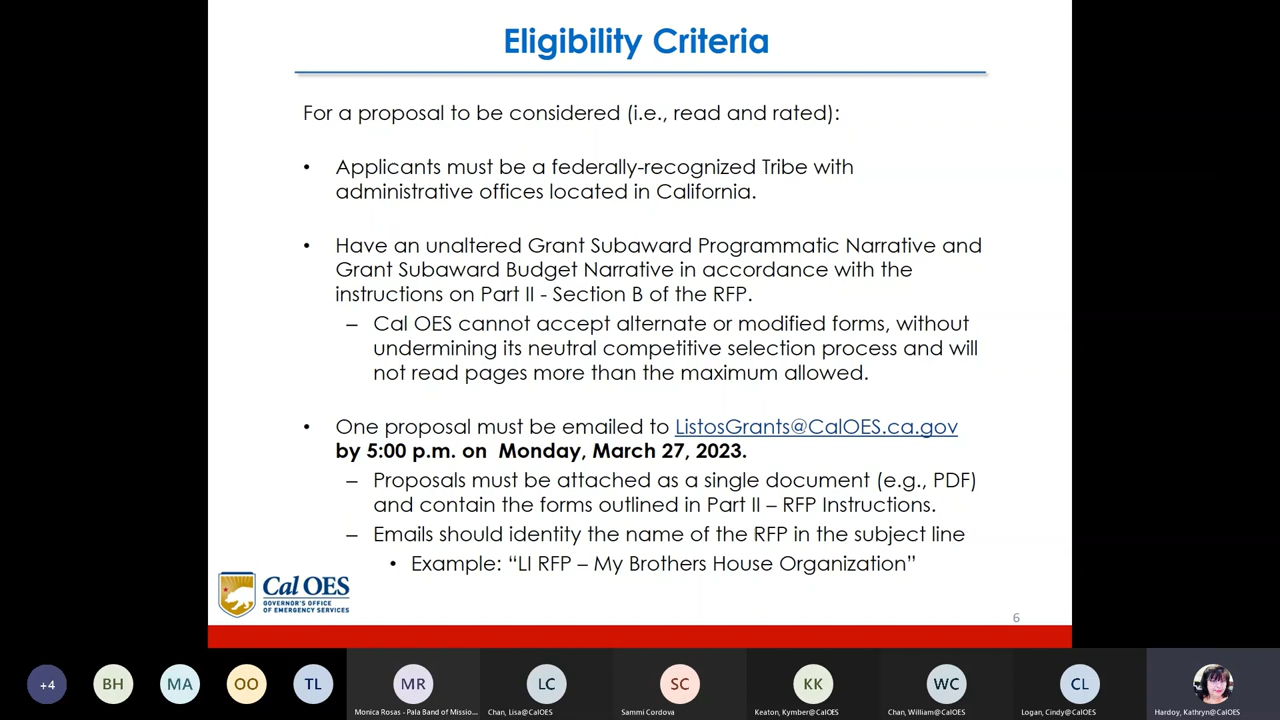 Eligibility Criteria
For a proposal to be considered (i.e., read and rated):
• Applicants must be a federally-recognized Tribe with
administrative offices located in California.
• Have an unaltered Grant Subaward Programmatic Narrative and
Grant Subaward Budget Narrative in accordance with the
instructions on Part II - Section B of the RFP.
– Cal OES cannot accept alternate or modified forms, without
undermining its neutral competitive selection process and will
not read pages more than the maximum allowed.
• One proposal must be emailed to ListosGrants@CalOES.ca.gov
by 5:00 p.m. on Monday, March 27, 2023.
– Proposals must be attached as a single document (e.g., PDF)
and contain the forms outlined in Part II – RFP Instructions.
– Emails should identity the name of the RFP in the subject line
• Example: “LI RFP – My Brothers House Organization”
Cal OES
GOVERNOR'S OFFICE
OF EMERGENCY SERVICES
6
+4
BH
MA
OO
TL
MR
LC
SC
KK
WC
CL
Monica Rosas - Pala Band of Missio...
Chan, Lisa@CalOES
Sammi Cordova
Keaton, Kymber@CalOES
Chan, William@CalOES
Logan, Cindy@CalOES
Hardoy, Kathryn@CalOES